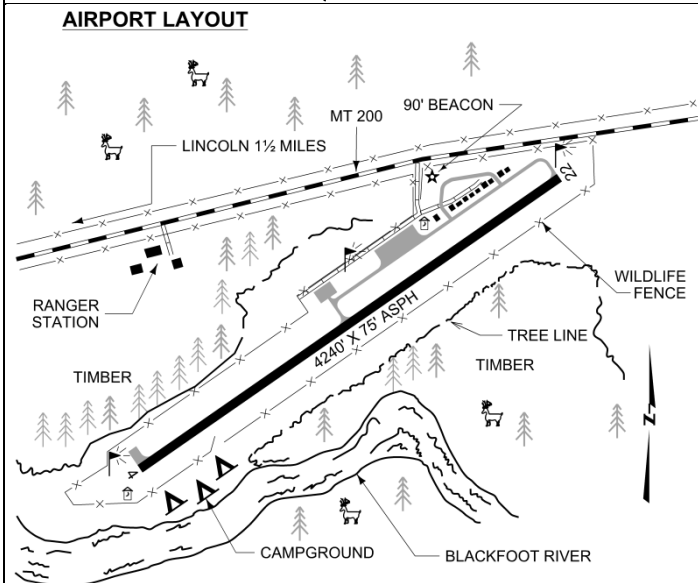 AIRPORT LAYOUT
90' BEACON
MT 200
LINCOLN 1½ MILES
22
WILDLIFE
FENCE
RANGER
STATION
4240' X 75' ASPH
TREE LINE
TIMBER
TIMBER
N
4
CAMPGROUND
BLACKFOOT RIVER